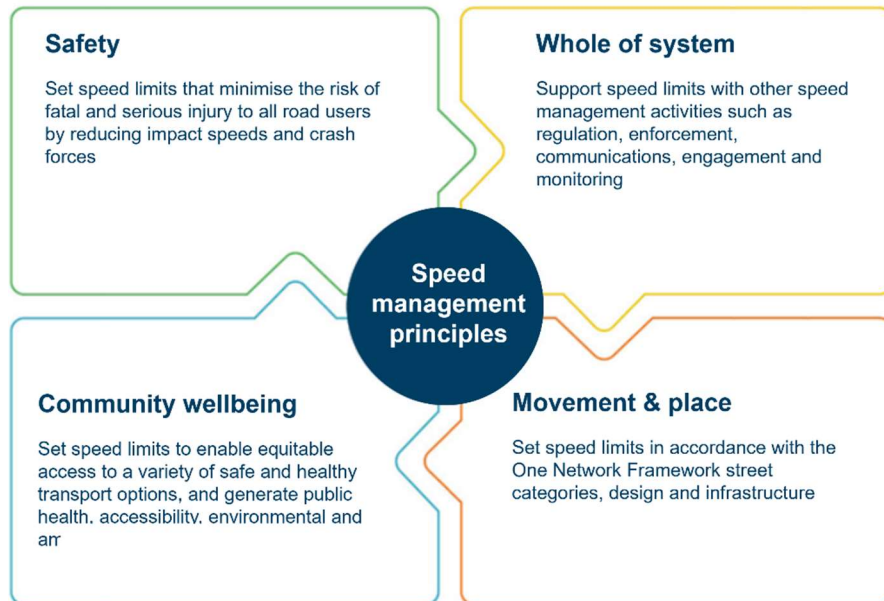 Safety
Set speed limits that minimise the risk of
fatal and serious injury to all road users
by reducing impact speeds and crash
forces
Whole of system
Support speed limits with other speed
management activities such as
regulation, enforcement,
communications, engagement and
monitoring
Speed
management
principles
Community wellbeing
Set speed limits to enable equitable
access to a variety of safe and healthy
transport options, and generate public
health, accessibility, environmental and
Movement & place
Set speed limits in accordance with the
One Network Framework street
categories, design and infrastructure